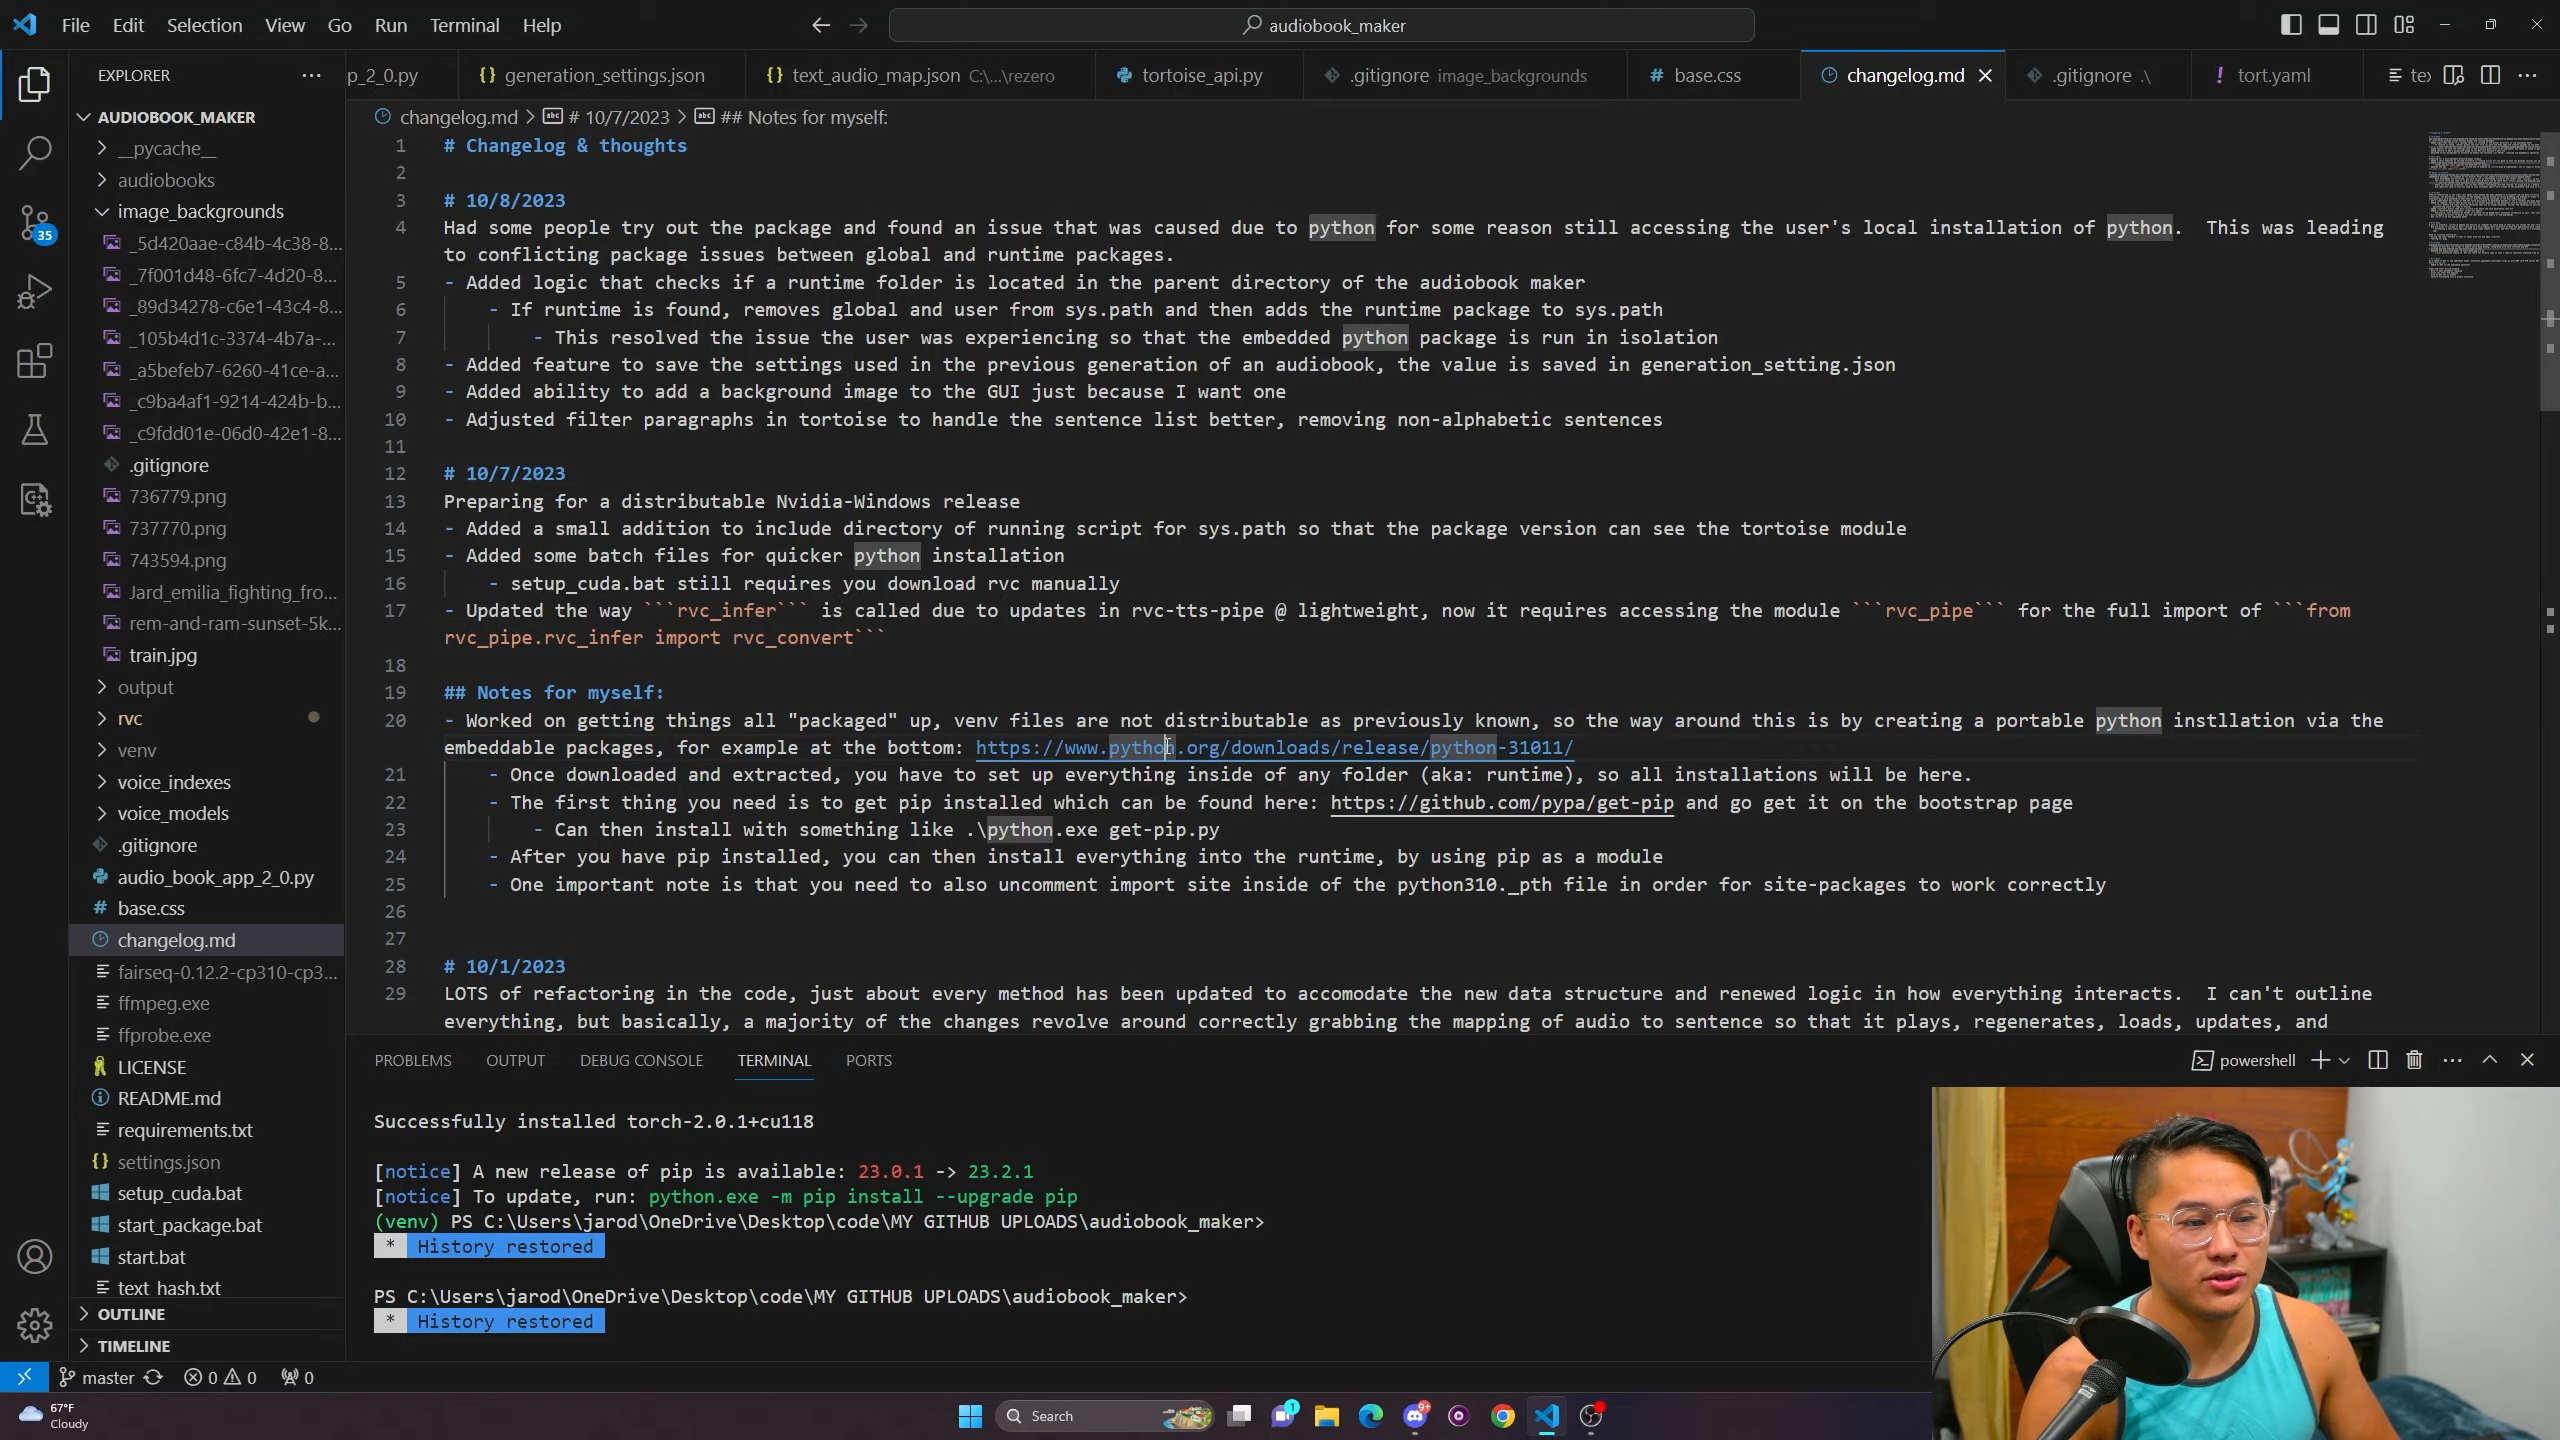 File Edit Selection View Go Run Terminal Help
audiobook_maker
EXPLORER
p_2_0.py
generation_settings.json
text_audio_map.json C:\...\rezero
tortoise_api.py
.gitignore image_backgrounds
base.css
changelog.md
.gitignore .\
tort.yaml
AUDIOBOOK_MAKER
__pycache__
audiobooks
image_backgrounds
_5d420aae-c84b-4c38-8...
_7f001d48-6fc7-4d20-8...
_89d34278-c6e1-43c4-8...
_105b4d1c-3374-4b7a-...
_a5befeb7-6260-41ce-a...
_c9ba4af1-9214-424b-b...
_c9fdd01e-06d0-42e1-8...
.gitignore
736779.png
737770.png
743594.png
Jard_emilia_fighting_fro...
rem-and-ram-sunset-5k...
train.jpg
output
rvc
venv
voice_indexes
voice_models
.gitignore
audio_book_app_2_0.py
base.css
changelog.md
fairseq-0.12.2-cp310-cp3...
ffmpeg.exe
ffprobe.exe
LICENSE
README.md
requirements.txt
settings.json
setup_cuda.bat
start_package.bat
start.bat
text_hash.txt
OUTLINE
TIMELINE
35
changelog.md > # 10/7/2023 > ## Notes for myself:
1 # Changelog & thoughts
2
3 # 10/8/2023
4 Had some people try out the package and found an issue that was caused due to python for some reason still accessing the user's local installation of python. This was leading
to conflicting package issues between global and runtime packages.
5 - Added logic that checks if a runtime folder is located in the parent directory of the audiobook maker
6 - If runtime is found, removes global and user from sys.path and then adds the runtime package to sys.path
7 - This resolved the issue the user was experiencing so that the embedded python package is run in isolation
8 - Added feature to save the settings used in the previous generation of an audiobook, the value is saved in generation_setting.json
9 - Added ability to add a background image to the GUI just because I want one
10 - Adjusted filter paragraphs in tortoise to handle the sentence list better, removing non-alphabetic sentences
11
12 # 10/7/2023
13 Preparing for a distributable Nvidia-Windows release
14 - Added a small addition to include directory of running script for sys.path so that the package version can see the tortoise module
15 - Added some batch files for quicker python installation
16 - setup_cuda.bat still requires you download rvc manually
17 - Updated the way ```rvc_infer``` is called due to updates in rvc-tts-pipe @ lightweight, now it requires accessing the module ```rvc_pipe``` for the full import of ```from
rvc_pipe.rvc_infer import rvc_convert```
18
19 ## Notes for myself:
20 - Worked on getting things all "packaged" up, venv files are not distributable as previously known, so the way around this is by creating a portable python instllation via the
embeddable packages, for example at the bottom: https://www.python.org/downloads/release/python-31011/
21 - Once downloaded and extracted, you have to set up everything inside of any folder (aka: runtime), so all installations will be here.
22 - The first thing you need is to get pip installed which can be found here: https://github.com/pypa/get-pip and go get it on the bootstrap page
23 - Can then install with something like .\python.exe get-pip.py
24 - After you have pip installed, you can then install everything into the runtime, by using pip as a module
25 - One important note is that you need to also uncomment import site inside of the python310._pth file in order for site-packages to work correctly
26
27
28 # 10/1/2023
29 LOTS of refactoring in the code, just about every method has been updated to accomodate the new data structure and renewed logic in how everything interacts. I can't outline
everything, but basically, a majority of the changes revolve around correctly grabbing the mapping of audio to sentence so that it plays, regenerates, loads, updates, and
PROBLEMS OUTPUT DEBUG CONSOLE TERMINAL PORTS
powershell
Successfully installed torch-2.0.1+cu118
[notice] A new release of pip is available: 23.0.1 -> 23.2.1
[notice] To update, run: python.exe -m pip install --upgrade pip
(venv) PS C:\Users\jarod\OneDrive\Desktop\code\MY GITHUB UPLOADS\audiobook_maker>
* History restored
PS C:\Users\jarod\OneDrive\Desktop\code\MY GITHUB UPLOADS\audiobook_maker>
* History restored
master 0 0 0
67°F
Cloudy
Search
1
9+